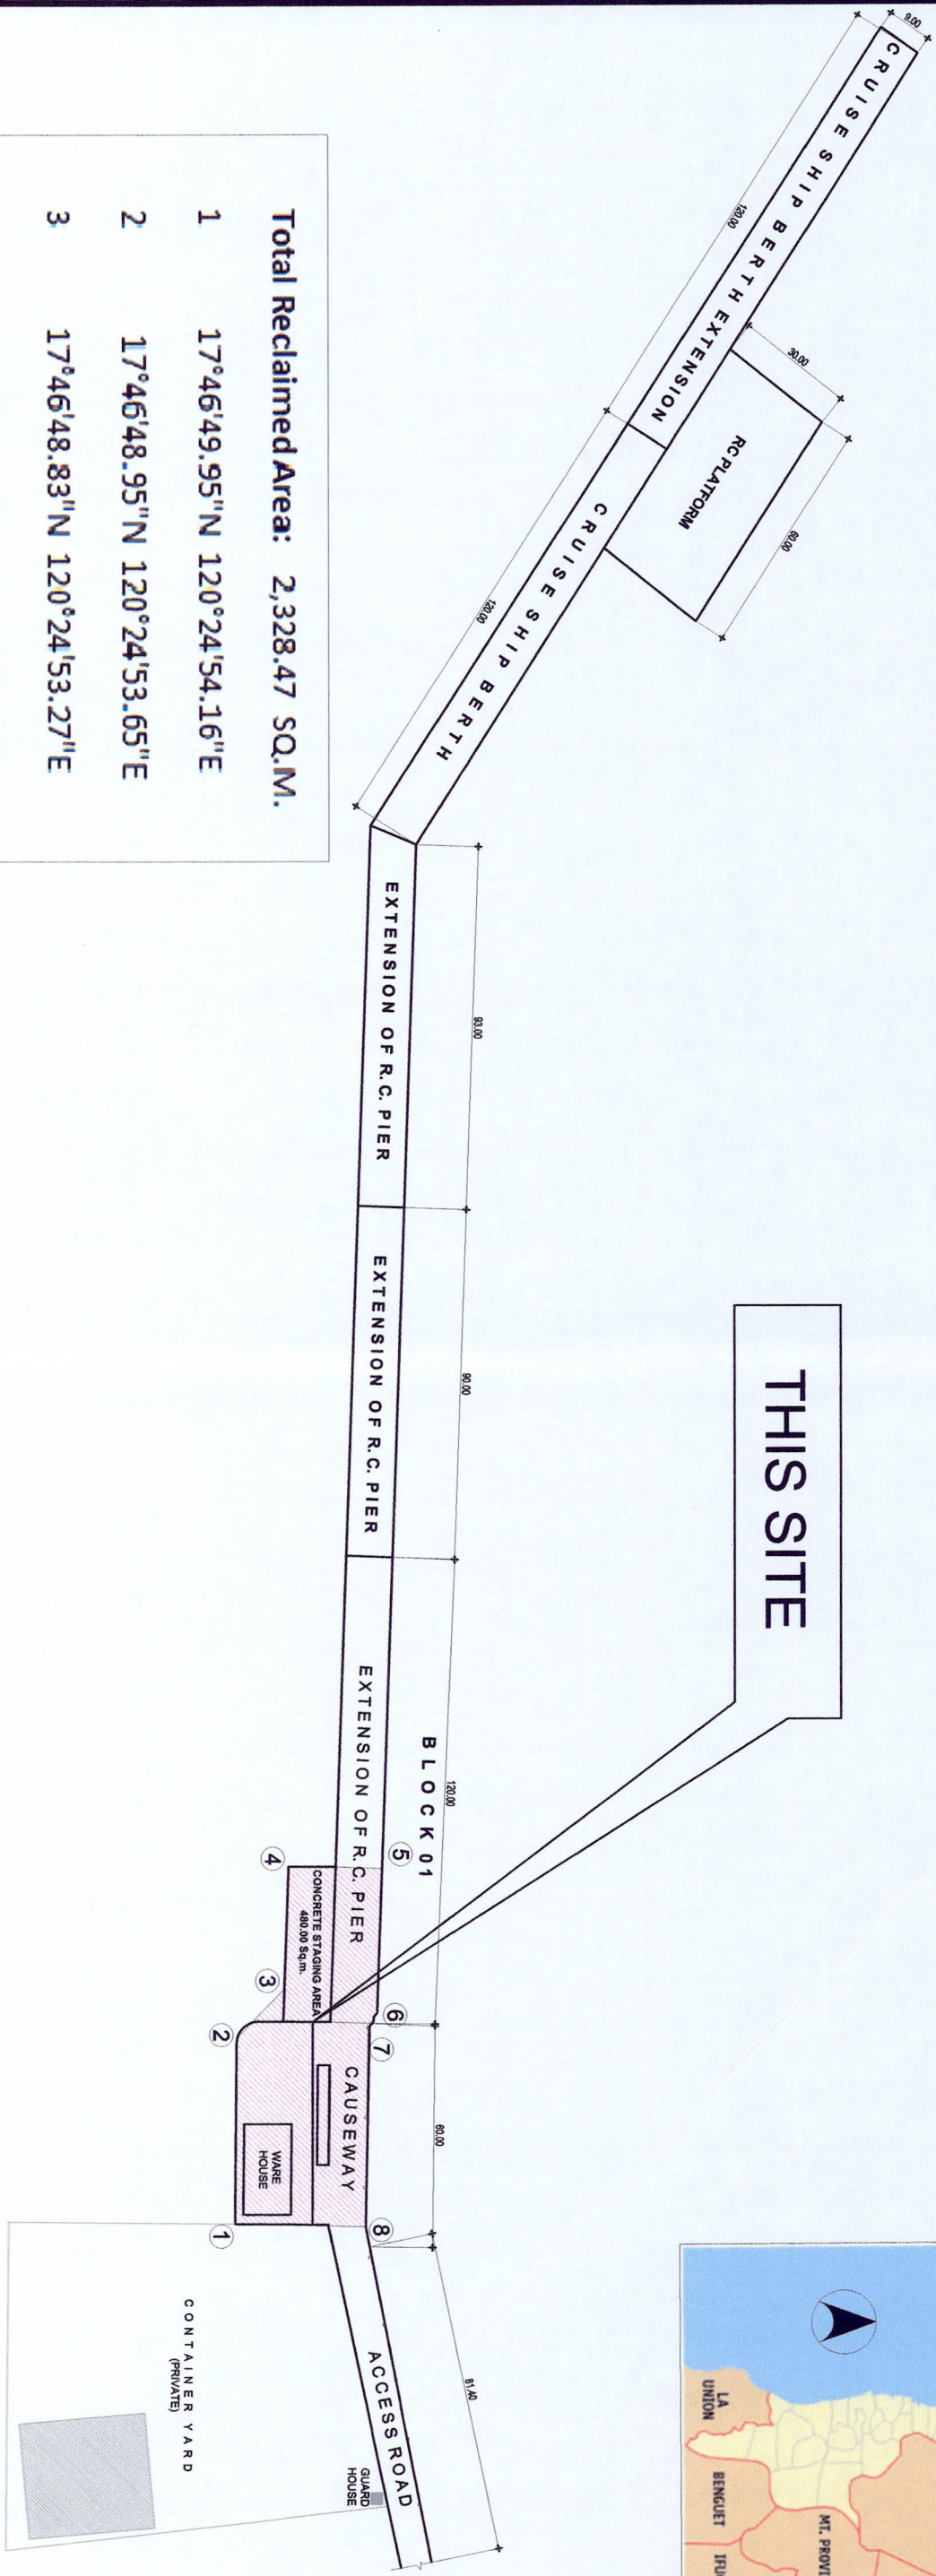 CRUISE SHIP BERTH EXTENSION
9.00
120.00
30.00
RC PLATFORM
60.00
CRUISE SHIP BERTH
120.00
Total Reclaimed Area: 2,328.47 SQ.M.
1 17°46'49.95"N 120°24'54.16"E
2 17°46'48.95"N 120°24'53.65"E
3 17°46'48.83"N 120°24'53.27"E
EXTENSION OF R.C. PIER
93.00
EXTENSION OF R.C. PIER
90.00
THIS SITE
EXTENSION OF R.C. PIER
BLOCK 01
120.00
5
4
CONCRETE STAGING AREA
480.00 Sq.m.
3
6
2
7
CAUSEWAY
60.00
WARE
HOUSE
1
8
CONTAINER YARD
(PRIVATE)
ACCESS ROAD
61.40
GUARD
HOUSE
LA
UNION
BENGUET
MT.